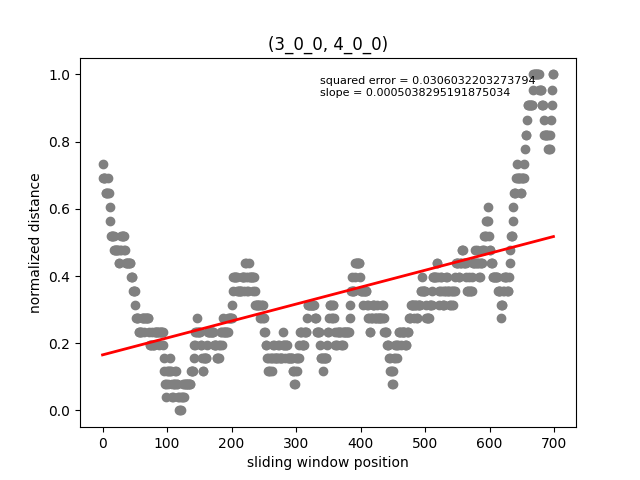 (3_0_0, 4_0_0)
squared error = 0.0306032203273794
slope = 0.0005038295191875034
1.0
0.8
0.6
0.4
0.2
0.0
normalized distance
0 100 200 300 400 500 600 700
sliding window position